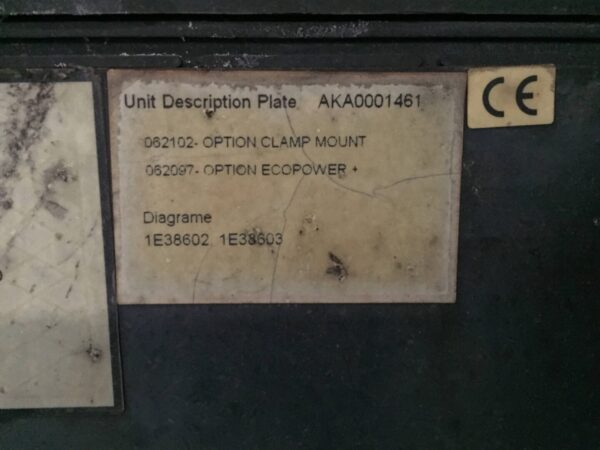 Unit Description Plate AKA0001461
CE
062102- OPTION CLAMP MOUNT
062097- OPTION ECOPOWER +
Diagrame
1E38602, 1E38603